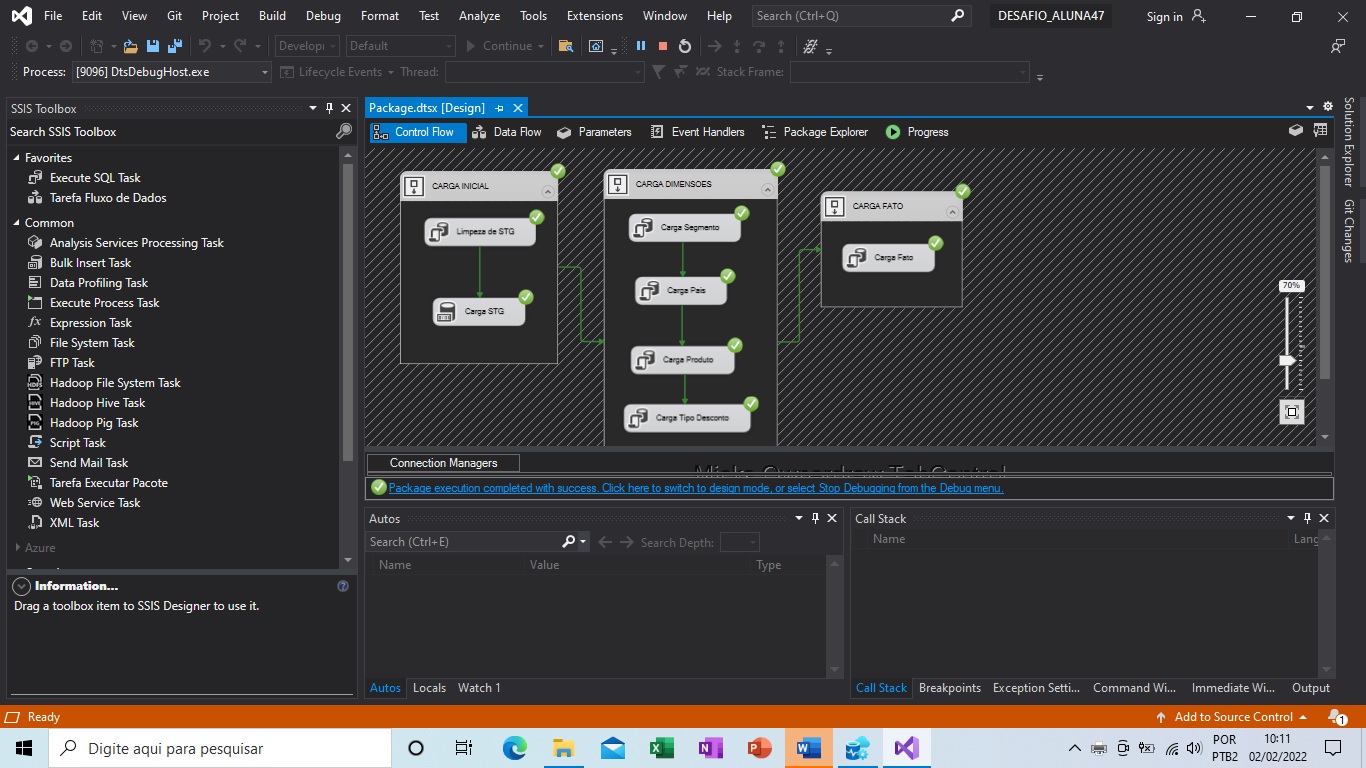 File Edit View Git Project Build Debug Format Test Analyze Tools Extensions Window Help Search (Ctrl+Q) DESAFIO_ALUNA47 Sign in
Developi Default Continue
Process: [9096] DtsDebugHost.exe Lifecycle Events Thread: Stack Frame:
SSIS Toolbox
Search SSIS Toolbox
Favorites
Execute SQL Task
Tarefa Fluxo de Dados
Common
Analysis Services Processing Task
Bulk Insert Task
Data Profiling Task
Execute Process Task
Expression Task
File System Task
FTP Task
Hadoop File System Task
Hadoop Hive Task
Hadoop Pig Task
Script Task
Send Mail Task
Tarefa Executar Pacote
Web Service Task
XML Task
Azure
Information...
Drag a toolbox item to SSIS Designer to use it.
Package.dtsx [Design]
Control Flow Data Flow Parameters Event Handlers Package Explorer Progress
CARGA INICIAL
Limpeza de STG
Carga STG
CARGA DIMENSOES
Carga Segmento
Carga Pais
Carga Produto
Carga Tipo Desconto
CARGA FATO
Carga Fato
70%
Connection Managers
Package execution completed with success. Click here to switch to design mode, or select Stop Debugging from the Debug menu.
Autos
Search (Ctrl+E) Search Depth:
Name Value Type
Autos Locals Watch 1
Call Stack
Name Lang
Call Stack Breakpoints Exception Setti... Command Wi... Immediate Wi... Output
Solution Explorer
Git Changes
Ready Add to Source Control 1
Digite aqui para pesquisar
POR
PTB2
10:11
02/02/2022